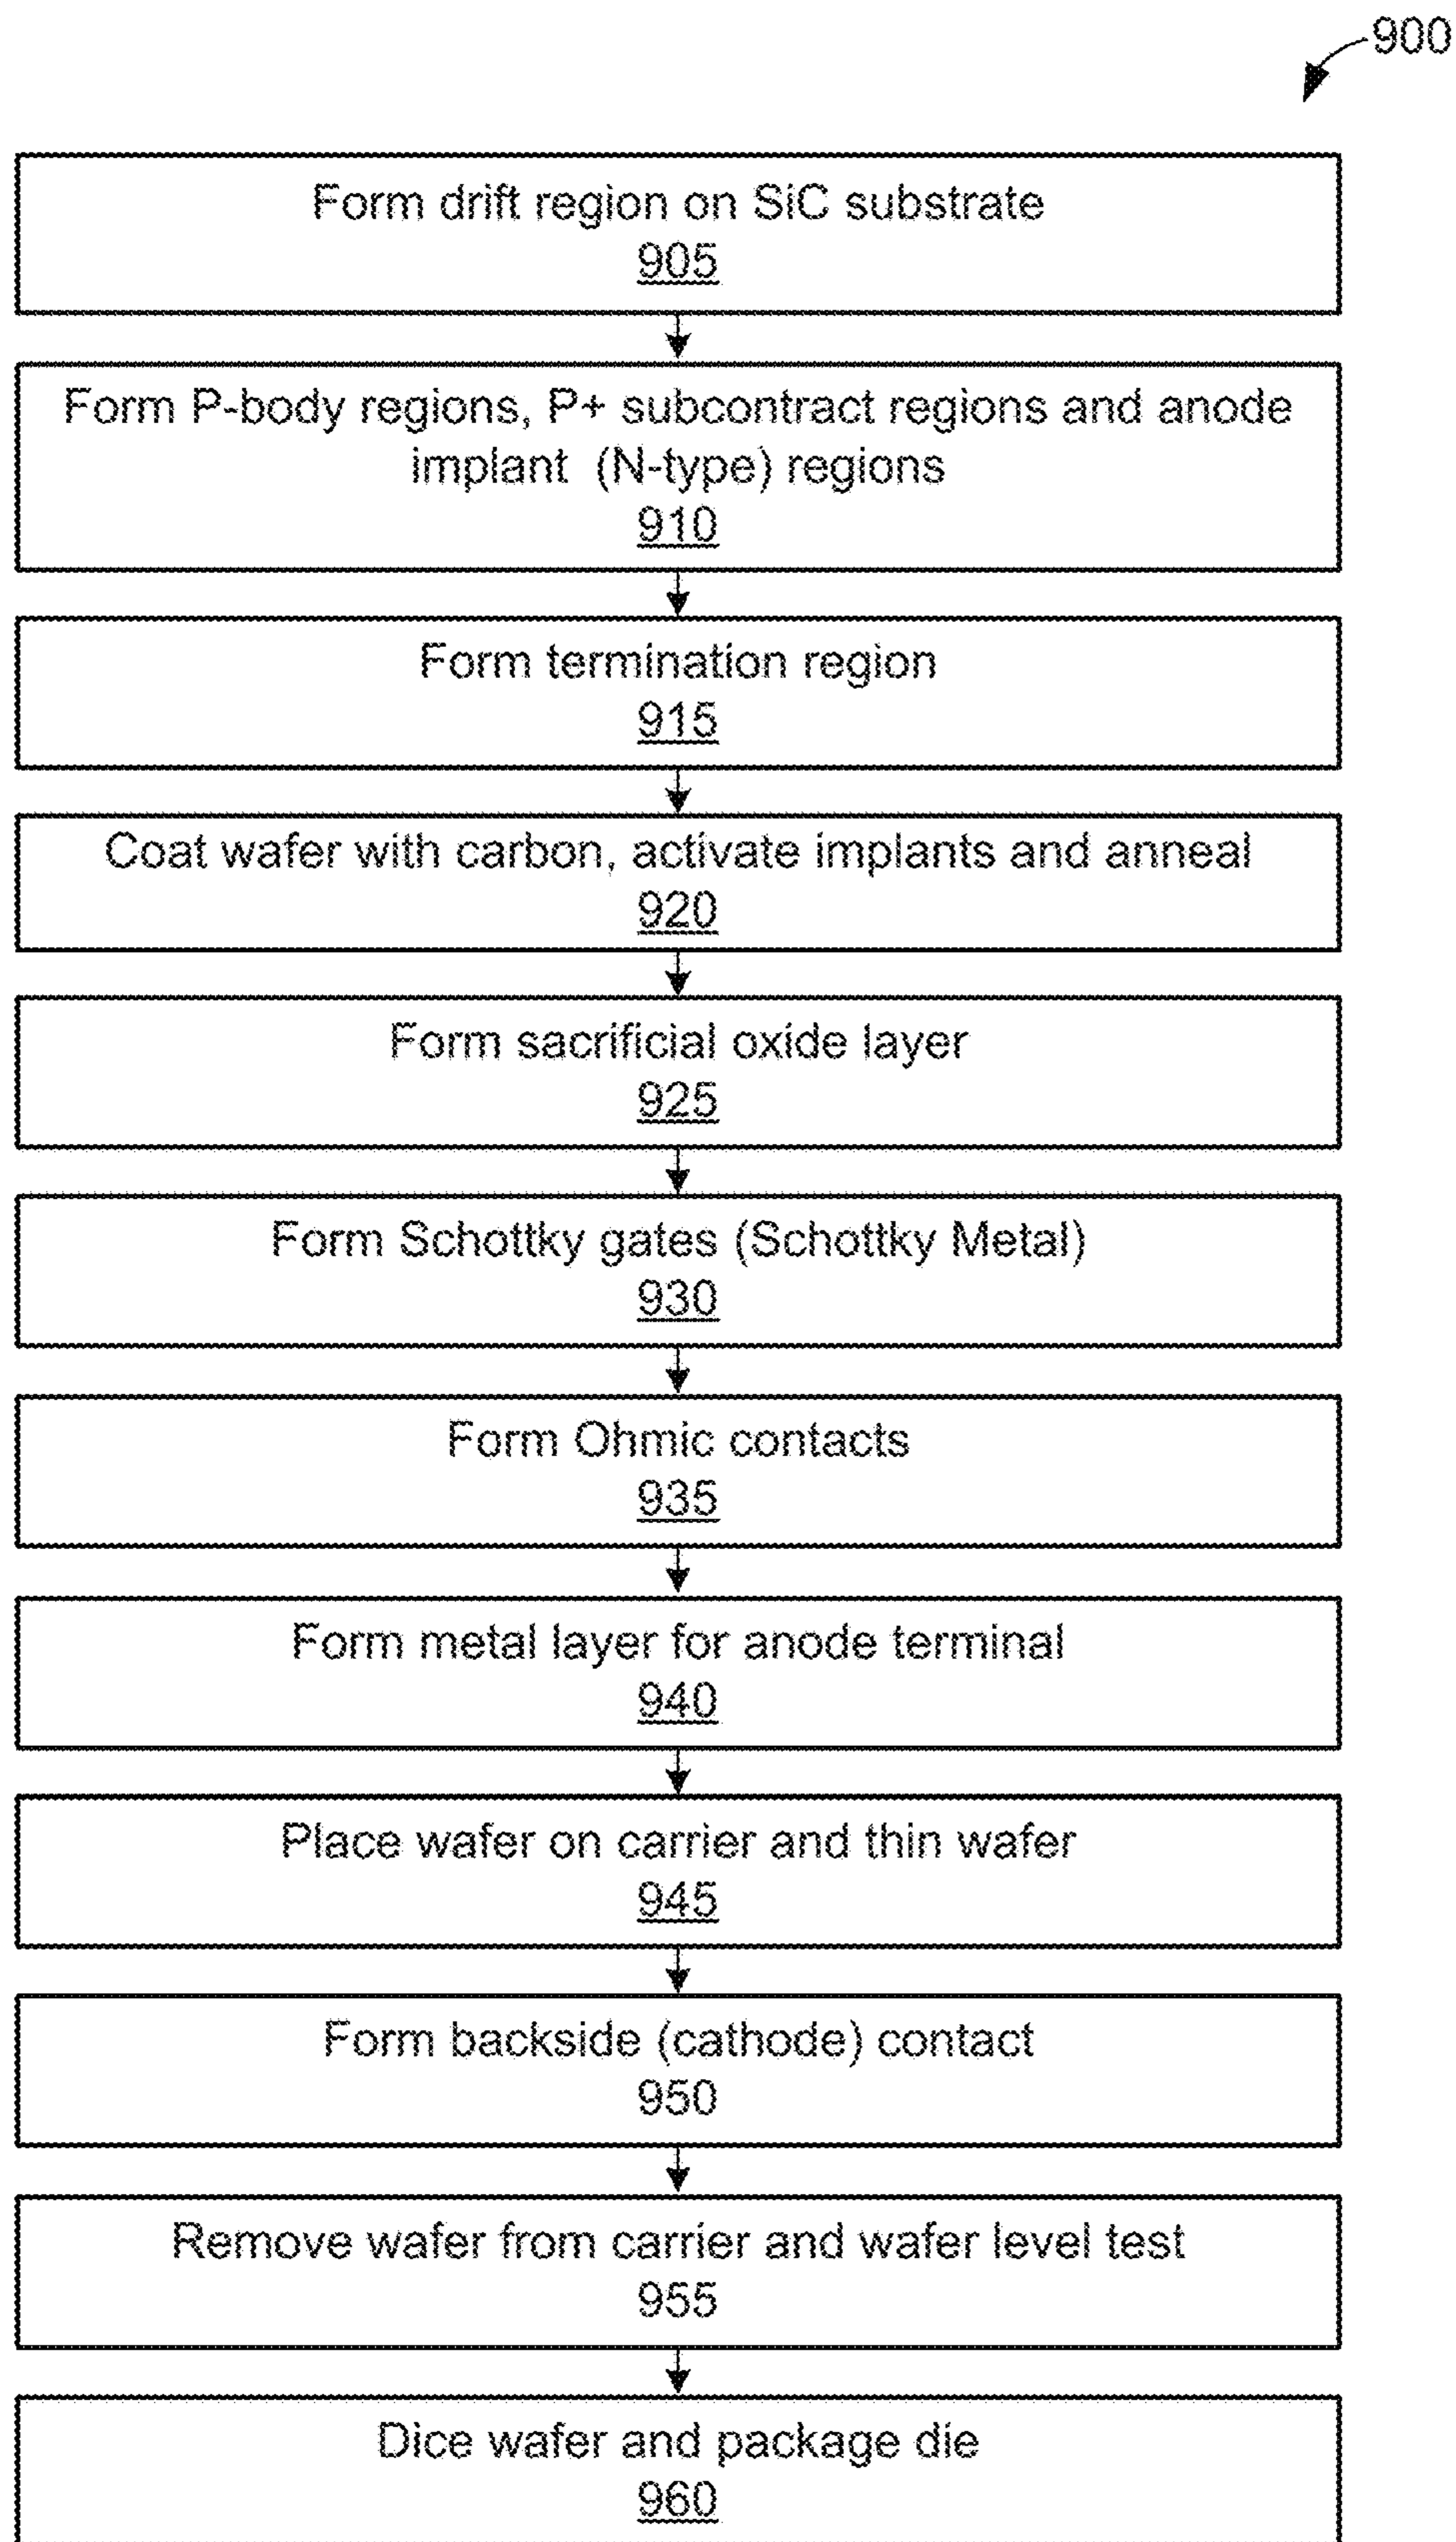 900
Form drift region on SiC substrate
905
Form P-body regions, P+ subcontract regions and anode
implant (N-type) regions
910
Form termination region
915
Coat wafer with carbon, activate implants and anneal
920
Form sacrificial oxide layer
925
Form Schottky gates (Schottky Metal)
930
Form Ohmic contacts
935
Form metal layer for anode terminal
940
Place wafer on carrier and thin wafer
945
Form backside (cathode) contact
950
Remove wafer from carrier and wafer level test
955
Dice wafer and package die
960